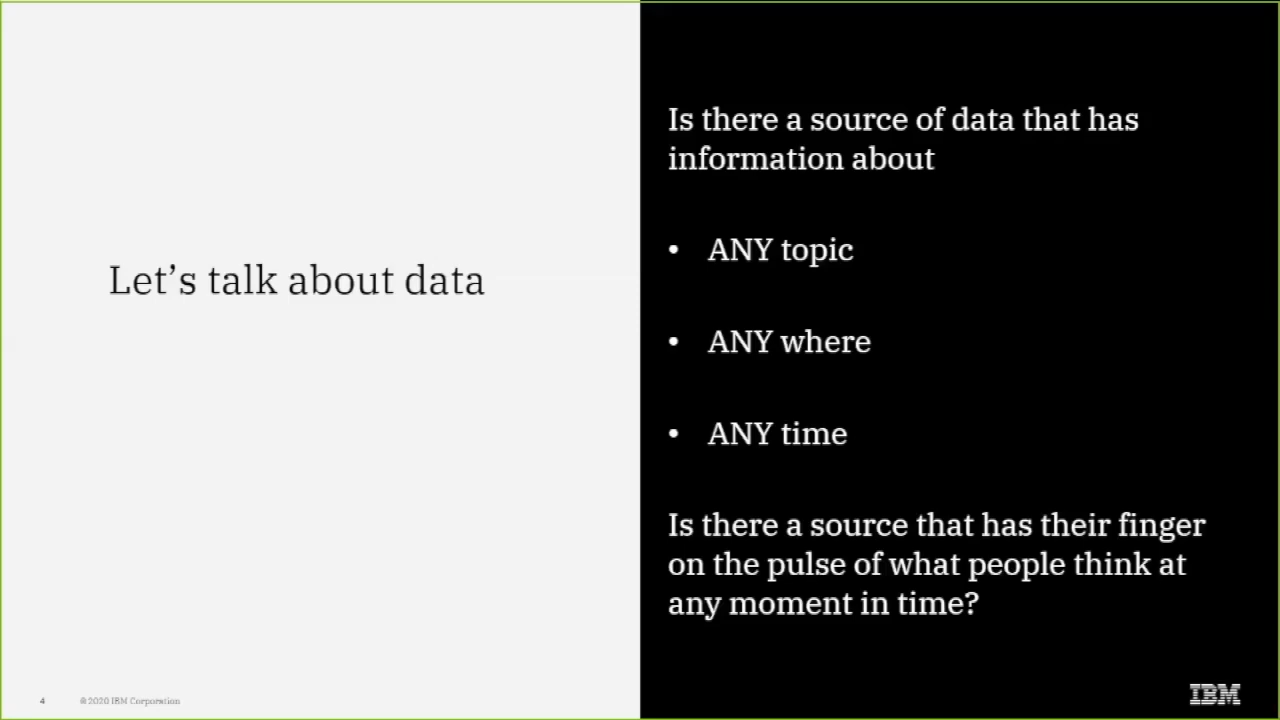 Let's talk about data
Is there a source of data that has
information about
• ANY topic
• ANY where
• ANY time
Is there a source that has their finger
on the pulse of what people think at
any moment in time?
4 © 2020 IBM Corporation
IBM